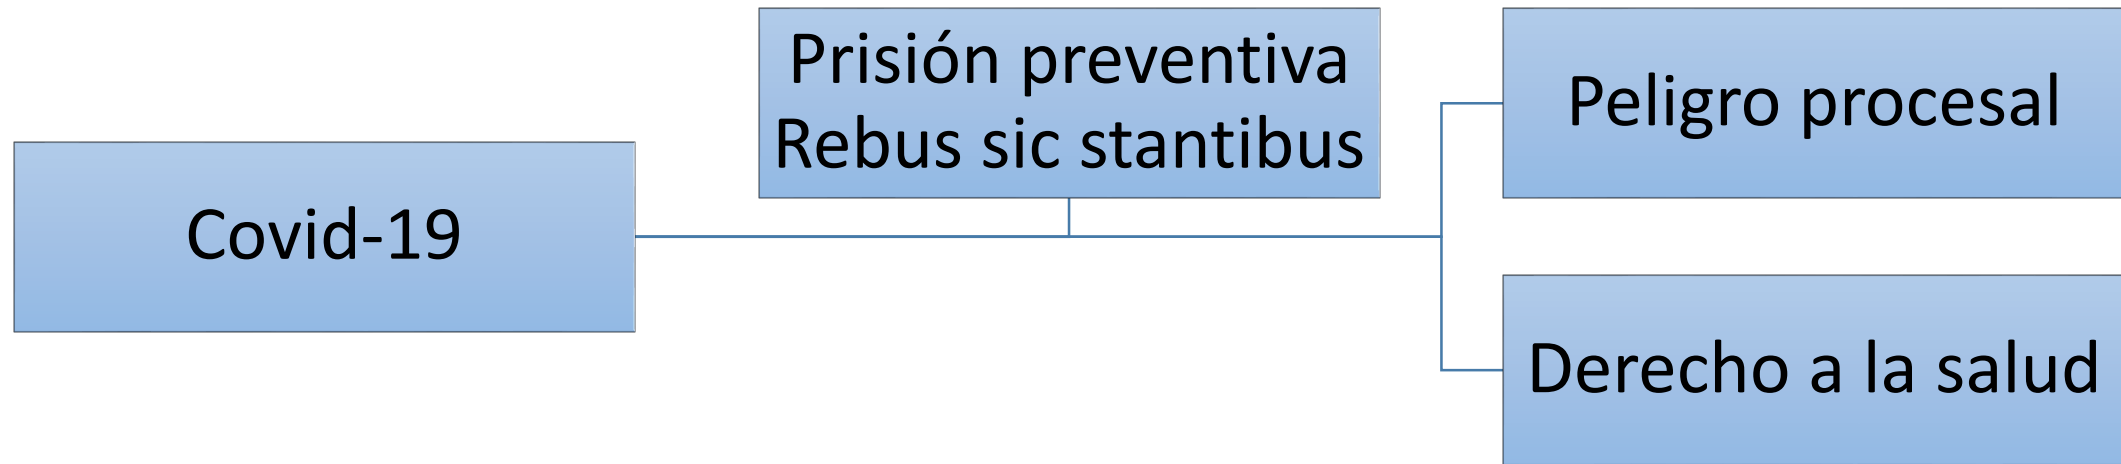 Covid-19
Prisión preventiva
Rebus sic stantibus
Peligro procesal
Derecho a la salud